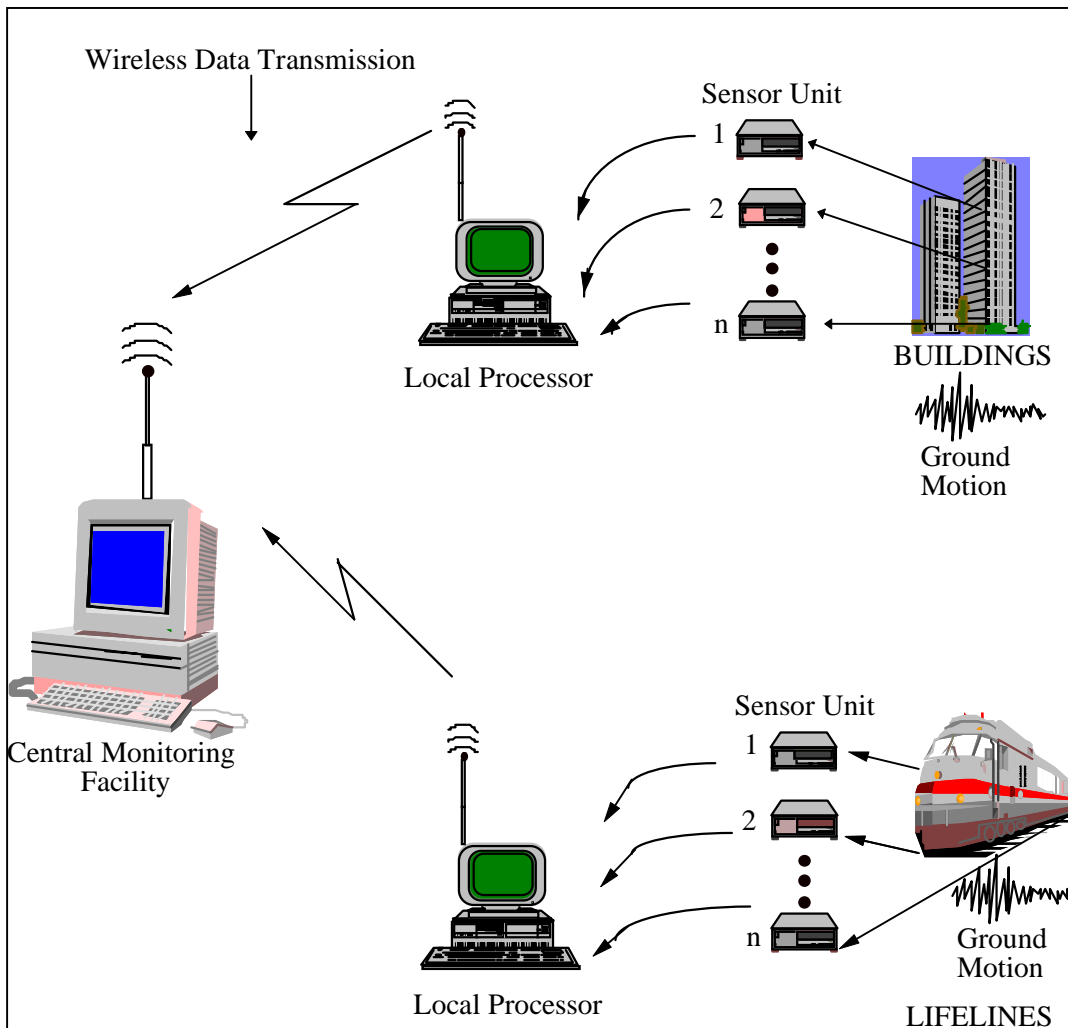 Wireless Data Transmission
Sensor Unit
1
2
n
Local Processor
BUILDINGS
Ground
Motion
Central Monitoring
Facility
Sensor Unit
1
2
n
Local Processor
Ground
Motion
LIFELINES